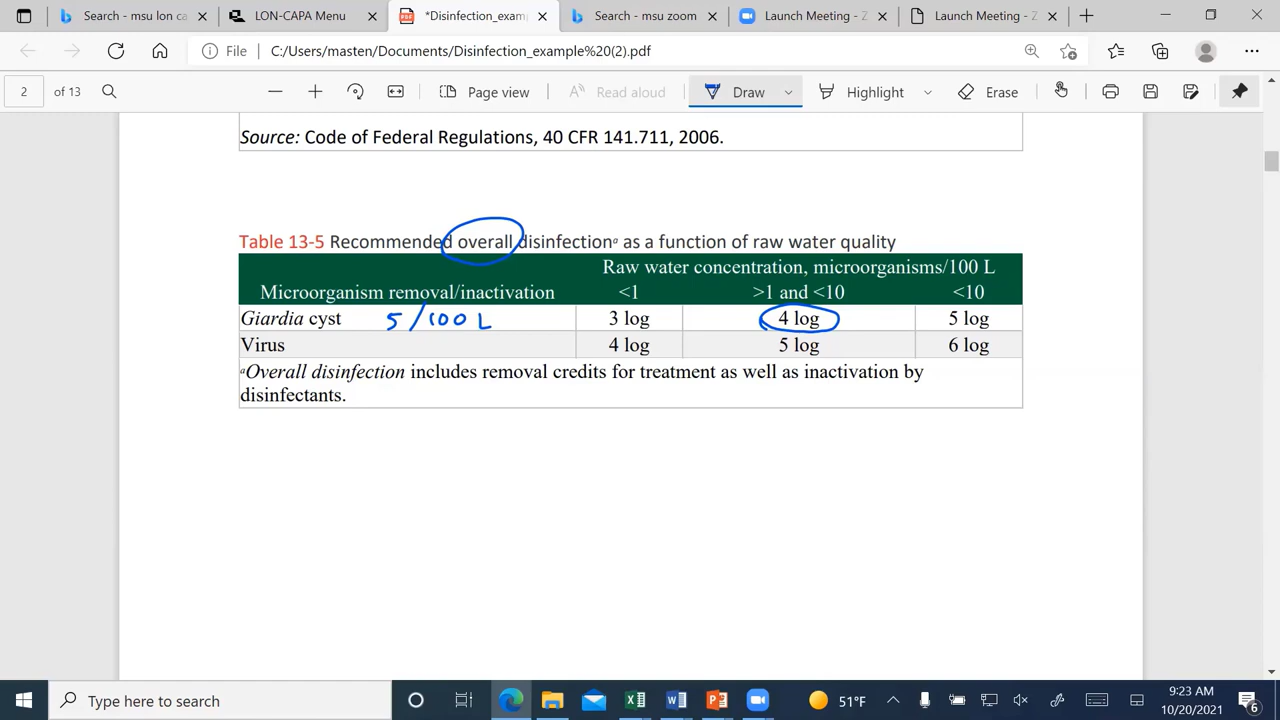 Search - msu lon ca
LON-CAPA Menu
*Disinfection_exam
Search - msu zoom
Launch Meeting - Z
Launch Meeting - Z
File C:/Users/masten/Documents/Disinfection_example%20(2).pdf
2 of 13 Page view Read aloud Draw Highlight Erase
Source: Code of Federal Regulations, 40 CFR 141.711, 2006.
Table 13-5 Recommended overall disinfectionᵃ as a function of raw water quality
Raw water concentration, microorganisms/100 L
Microorganism removal/inactivation <1 >1 and <10 <10
Giardia cyst 5/100 L 3 log 4 log 5 log
Virus 4 log 5 log 6 log
ᵃOverall disinfection includes removal credits for treatment as well as inactivation by
disinfectants.
Type here to search
51°F
9:23 AM
10/20/2021
6